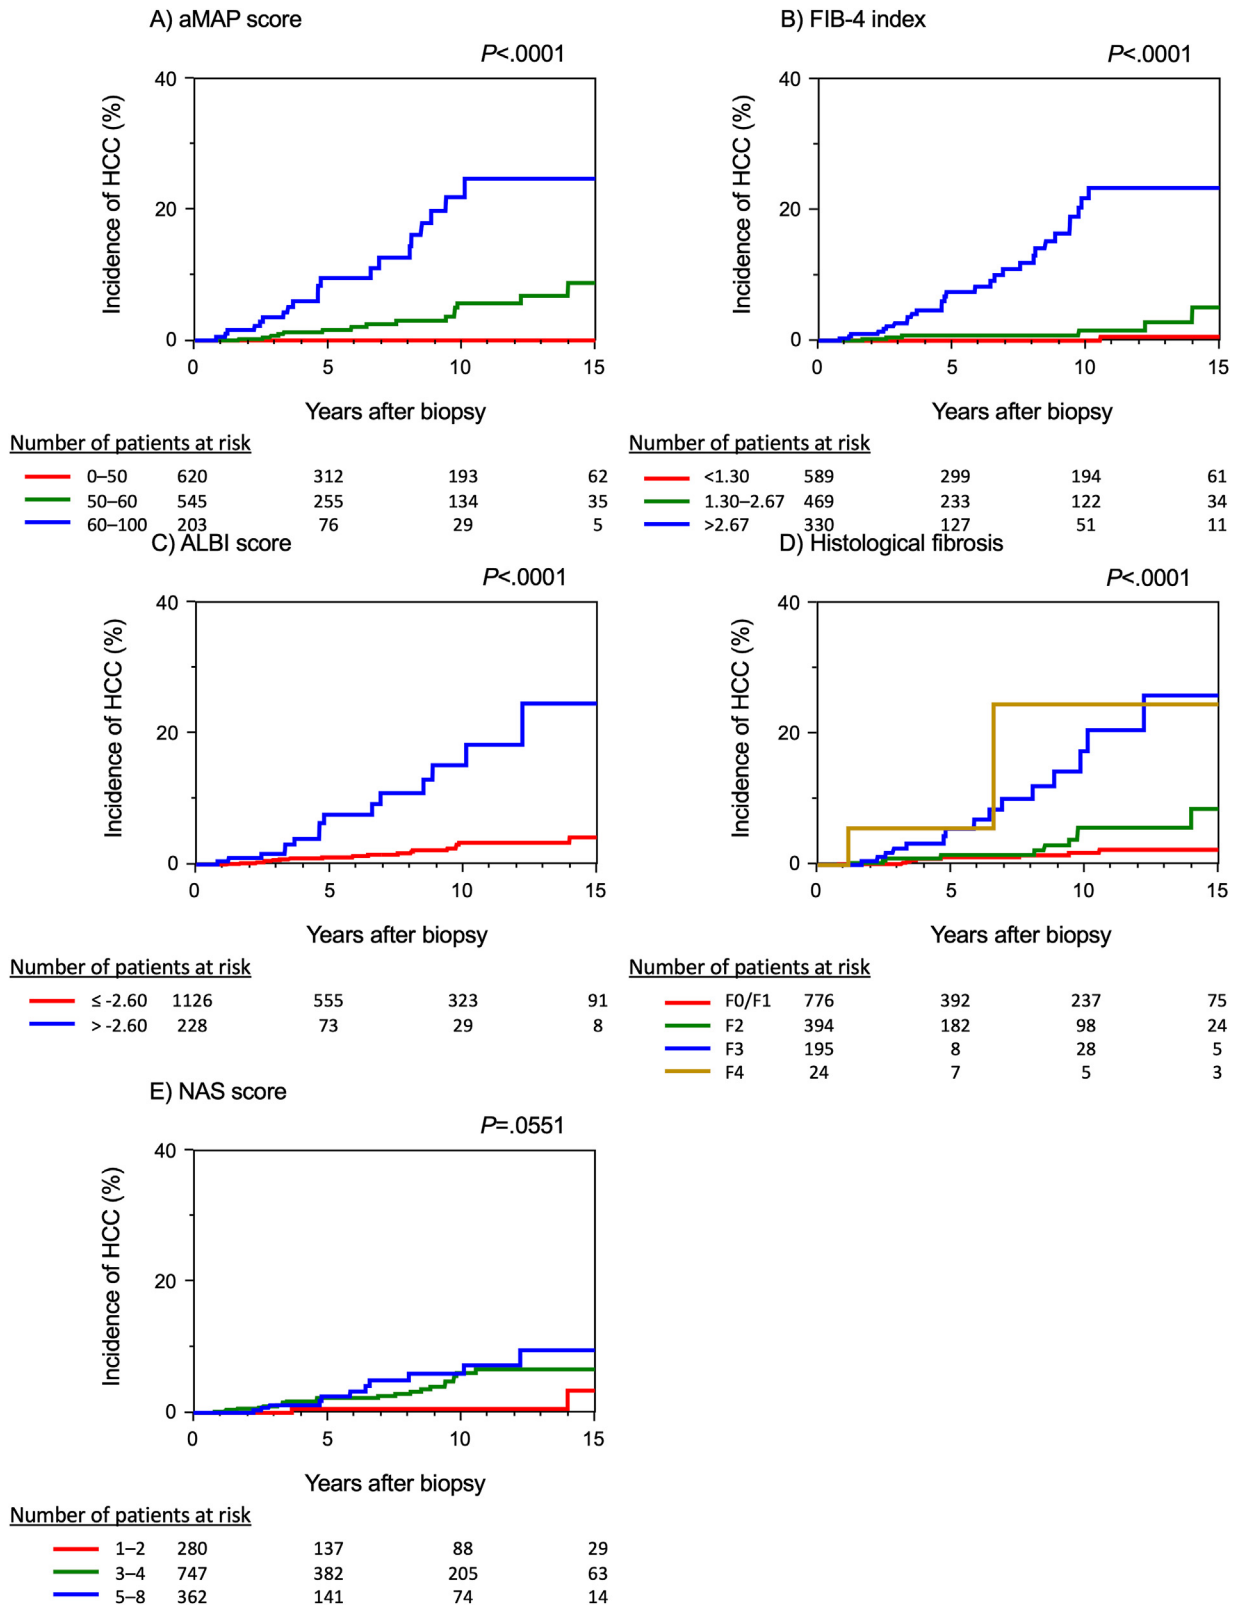 A) aMAP score
P<.0001
Incidence of HCC (%)
40
20
0
0 5 10 15
Years after biopsy
Number of patients at risk
0–50 620 312 193 62
50–60 545 255 134 35
60–100 203 76 29 5
B) FIB-4 index
P<.0001
Incidence of HCC (%)
40
20
0
0 5 10 15
Years after biopsy
Number of patients at risk
<1.30 589 299 194 61
1.30–2.67 469 233 122 34
>2.67 330 127 51 11
C) ALBI score
P<.0001
Incidence of HCC (%)
40
20
0
0 5 10 15
Years after biopsy
Number of patients at risk
≤ -2.60 1126 555 323 91
> -2.60 228 73 29 8
D) Histological fibrosis
P<.0001
Incidence of HCC (%)
40
20
0
0 5 10 15
Years after biopsy
Number of patients at risk
F0/F1 776 392 237 75
F2 394 182 98 24
F3 195 8 28 5
F4 24 7 5 3
E) NAS score
P=.0551
Incidence of HCC (%)
40
20
0
0 5 10 15
Years after biopsy
Number of patients at risk
1–2 280 137 88 29
3–4 747 382 205 63
5–8 362 141 74 14